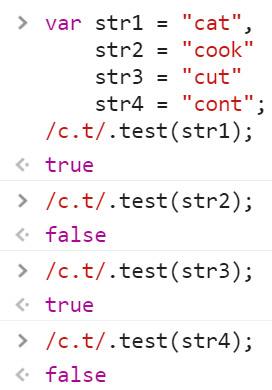 > var str1 = "cat",
str2 = "cook"
str3 = "cut"
str4 = "cont";
/c.t/.test(str1);
<· true
> /c.t/.test(str2);
<· false
> /c.t/.test(str3);
<· true
> /c.t/.test(str4);
<· false